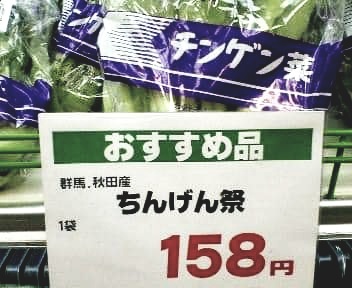 チンゲン菜
おすすめ品
群馬.秋田産
ちんげん祭
1袋
158円